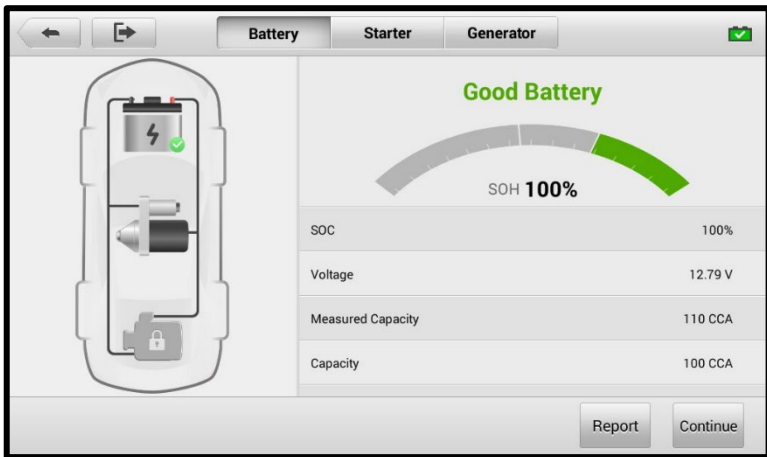 Battery Starter Generator
Good Battery
SOH 100%
SOC 100%
Voltage 12.79 V
Measured Capacity 110 CCA
Capacity 100 CCA
Report Continue